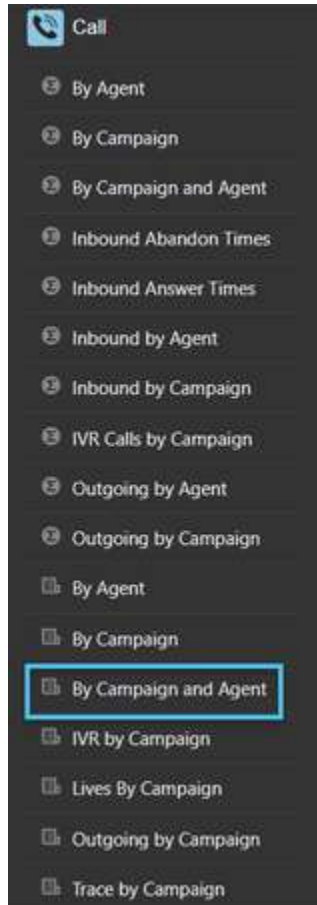 Call
By Agent
By Campaign
By Campaign and Agent
Inbound Abandon Times
Inbound Answer Times
Inbound by Agent
Inbound by Campaign
IVR Calls by Campaign
Outgoing by Agent
Outgoing by Campaign
By Agent
By Campaign
By Campaign and Agent
IVR by Campaign
Lives By Campaign
Outgoing by Campaign
Trace by Campaign